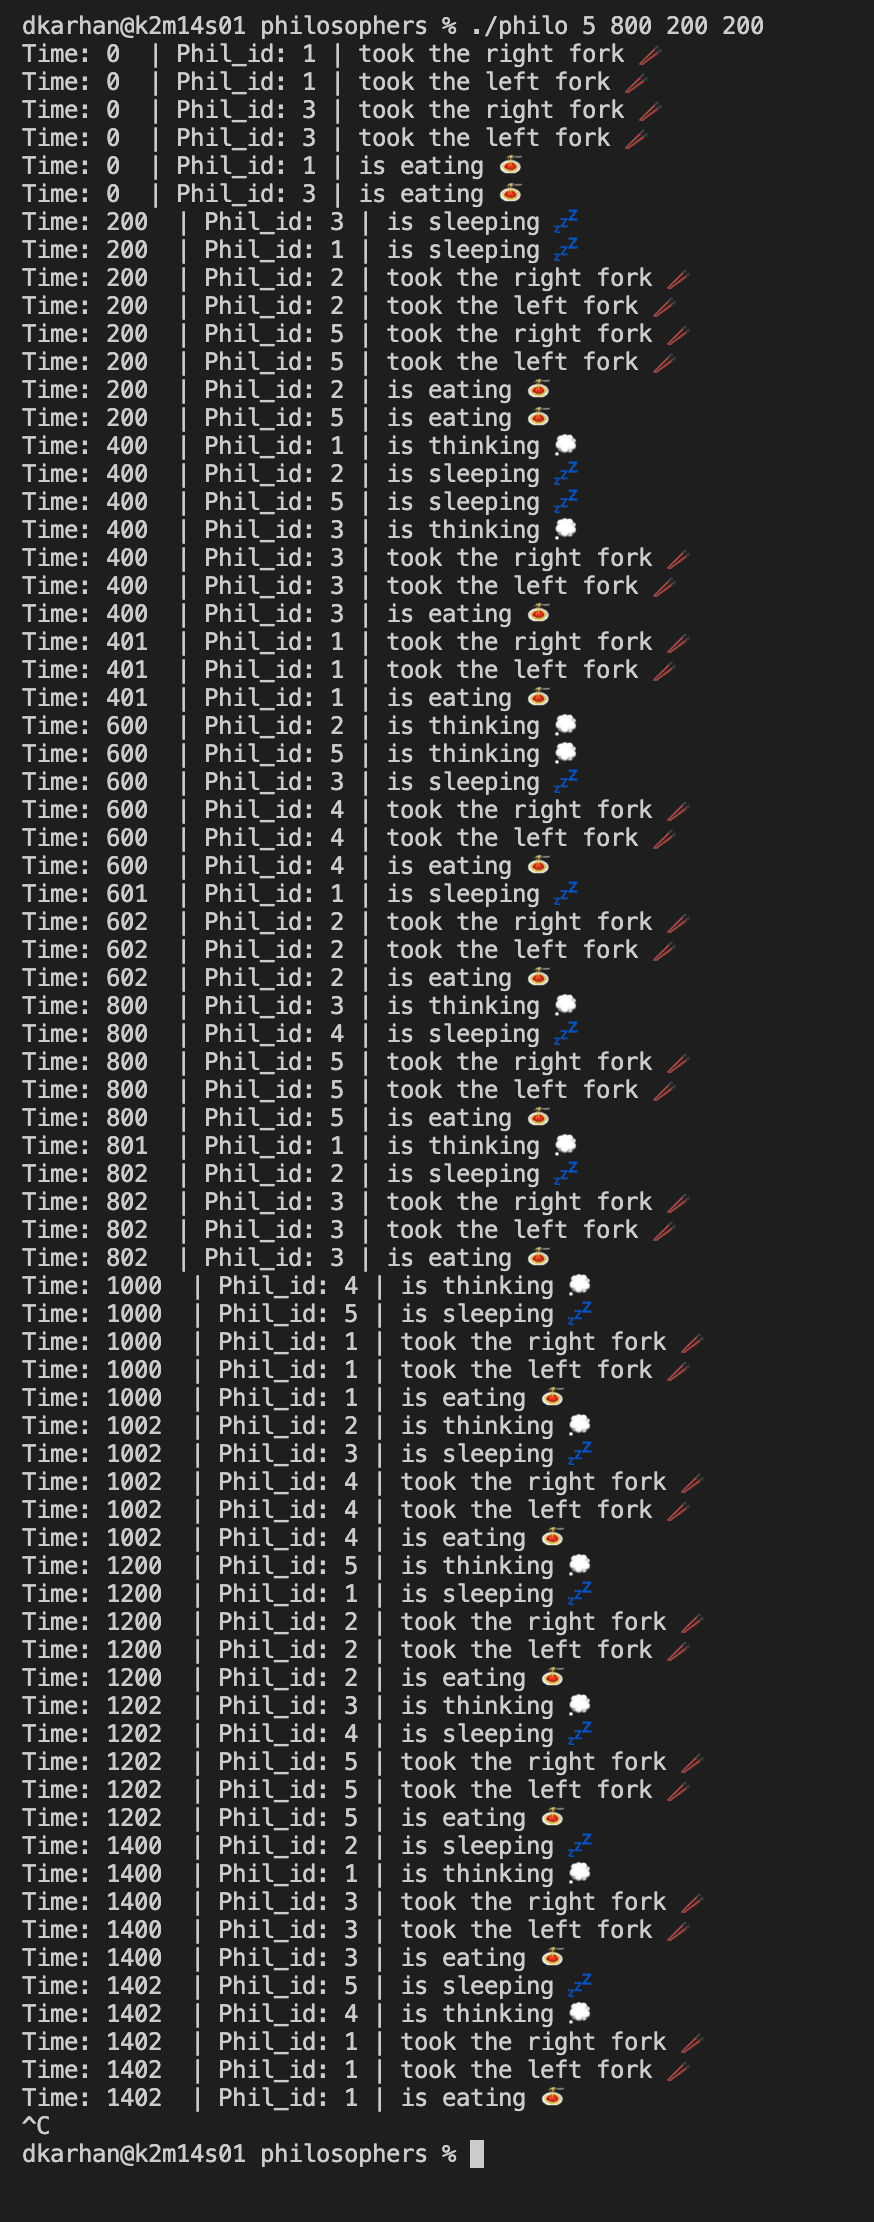 dkarhan@k2m14s01 philosophers % ./philo 5 800 200 200
Time: 0  | Phil_id: 1 | took the right fork 🥢
Time: 0  | Phil_id: 1 | took the left fork 🥢
Time: 0  | Phil_id: 3 | took the right fork 🥢
Time: 0  | Phil_id: 3 | took the left fork 🥢
Time: 0  | Phil_id: 1 | is eating 🍝
Time: 0  | Phil_id: 3 | is eating 🍝
Time: 200  | Phil_id: 3 | is sleeping 💤
Time: 200  | Phil_id: 1 | is sleeping 💤
Time: 200  | Phil_id: 2 | took the right fork 🥢
Time: 200  | Phil_id: 2 | took the left fork 🥢
Time: 200  | Phil_id: 5 | took the right fork 🥢
Time: 200  | Phil_id: 5 | took the left fork 🥢
Time: 200  | Phil_id: 2 | is eating 🍝
Time: 200  | Phil_id: 5 | is eating 🍝
Time: 400  | Phil_id: 1 | is thinking 💭
Time: 400  | Phil_id: 2 | is sleeping 💤
Time: 400  | Phil_id: 5 | is sleeping 💤
Time: 400  | Phil_id: 3 | is thinking 💭
Time: 400  | Phil_id: 3 | took the right fork 🥢
Time: 400  | Phil_id: 3 | took the left fork 🥢
Time: 400  | Phil_id: 3 | is eating 🍝
Time: 401  | Phil_id: 1 | took the right fork 🥢
Time: 401  | Phil_id: 1 | took the left fork 🥢
Time: 401  | Phil_id: 1 | is eating 🍝
Time: 600  | Phil_id: 2 | is thinking 💭
Time: 600  | Phil_id: 5 | is thinking 💭
Time: 600  | Phil_id: 3 | is sleeping 💤
Time: 600  | Phil_id: 4 | took the right fork 🥢
Time: 600  | Phil_id: 4 | took the left fork 🥢
Time: 600  | Phil_id: 4 | is eating 🍝
Time: 601  | Phil_id: 1 | is sleeping 💤
Time: 602  | Phil_id: 2 | took the right fork 🥢
Time: 602  | Phil_id: 2 | took the left fork 🥢
Time: 602  | Phil_id: 2 | is eating 🍝
Time: 800  | Phil_id: 3 | is thinking 💭
Time: 800  | Phil_id: 4 | is sleeping 💤
Time: 800  | Phil_id: 5 | took the right fork 🥢
Time: 800  | Phil_id: 5 | took the left fork 🥢
Time: 800  | Phil_id: 5 | is eating 🍝
Time: 801  | Phil_id: 1 | is thinking 💭
Time: 802  | Phil_id: 2 | is sleeping 💤
Time: 802  | Phil_id: 3 | took the right fork 🥢
Time: 802  | Phil_id: 3 | took the left fork 🥢
Time: 802  | Phil_id: 3 | is eating 🍝
Time: 1000  | Phil_id: 4 | is thinking 💭
Time: 1000  | Phil_id: 5 | is sleeping 💤
Time: 1000  | Phil_id: 1 | took the right fork 🥢
Time: 1000  | Phil_id: 1 | took the left fork 🥢
Time: 1000  | Phil_id: 1 | is eating 🍝
Time: 1002  | Phil_id: 2 | is thinking 💭
Time: 1002  | Phil_id: 3 | is sleeping 💤
Time: 1002  | Phil_id: 4 | took the right fork 🥢
Time: 1002  | Phil_id: 4 | took the left fork 🥢
Time: 1002  | Phil_id: 4 | is eating 🍝
Time: 1200  | Phil_id: 5 | is thinking 💭
Time: 1200  | Phil_id: 1 | is sleeping 💤
Time: 1200  | Phil_id: 2 | took the right fork 🥢
Time: 1200  | Phil_id: 2 | took the left fork 🥢
Time: 1200  | Phil_id: 2 | is eating 🍝
Time: 1202  | Phil_id: 3 | is thinking 💭
Time: 1202  | Phil_id: 4 | is sleeping 💤
Time: 1202  | Phil_id: 5 | took the right fork 🥢
Time: 1202  | Phil_id: 5 | took the left fork 🥢
Time: 1202  | Phil_id: 5 | is eating 🍝
Time: 1400  | Phil_id: 2 | is sleeping 💤
Time: 1400  | Phil_id: 1 | is thinking 💭
Time: 1400  | Phil_id: 3 | took the right fork 🥢
Time: 1400  | Phil_id: 3 | took the left fork 🥢
Time: 1400  | Phil_id: 3 | is eating 🍝
Time: 1402  | Phil_id: 5 | is sleeping 💤
Time: 1402  | Phil_id: 4 | is thinking 💭
Time: 1402  | Phil_id: 1 | took the right fork 🥢
Time: 1402  | Phil_id: 1 | took the left fork 🥢
Time: 1402  | Phil_id: 1 | is eating 🍝
^C
dkarhan@k2m14s01 philosophers %